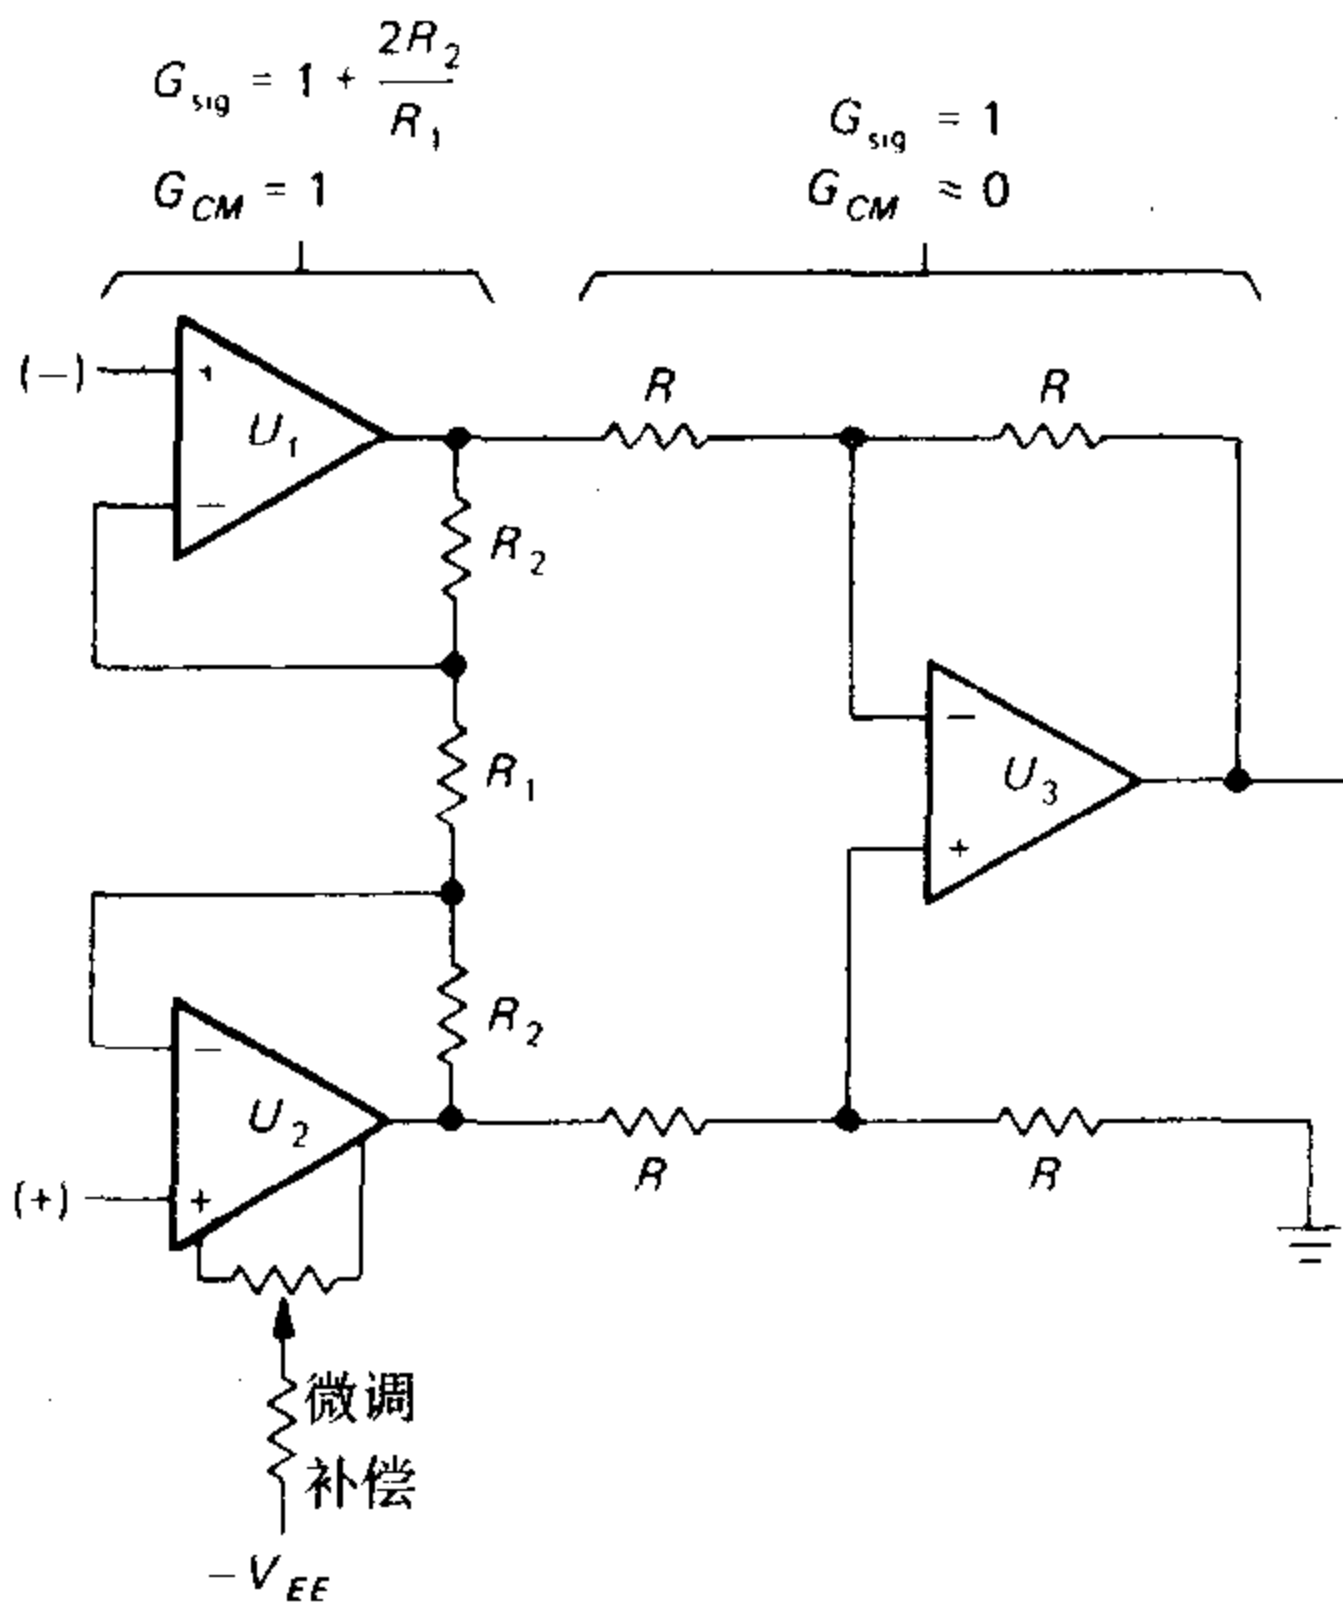 G_sig = 1 + 2R_2 / R_1
G_CM = 1
G_sig = 1
G_CM ≈ 0
(−)
U_1
−
R
R
R_2
R_1
−
U_3
+
−
R_2
U_2
(+)
+
R
R
微调
补偿
−V_EE